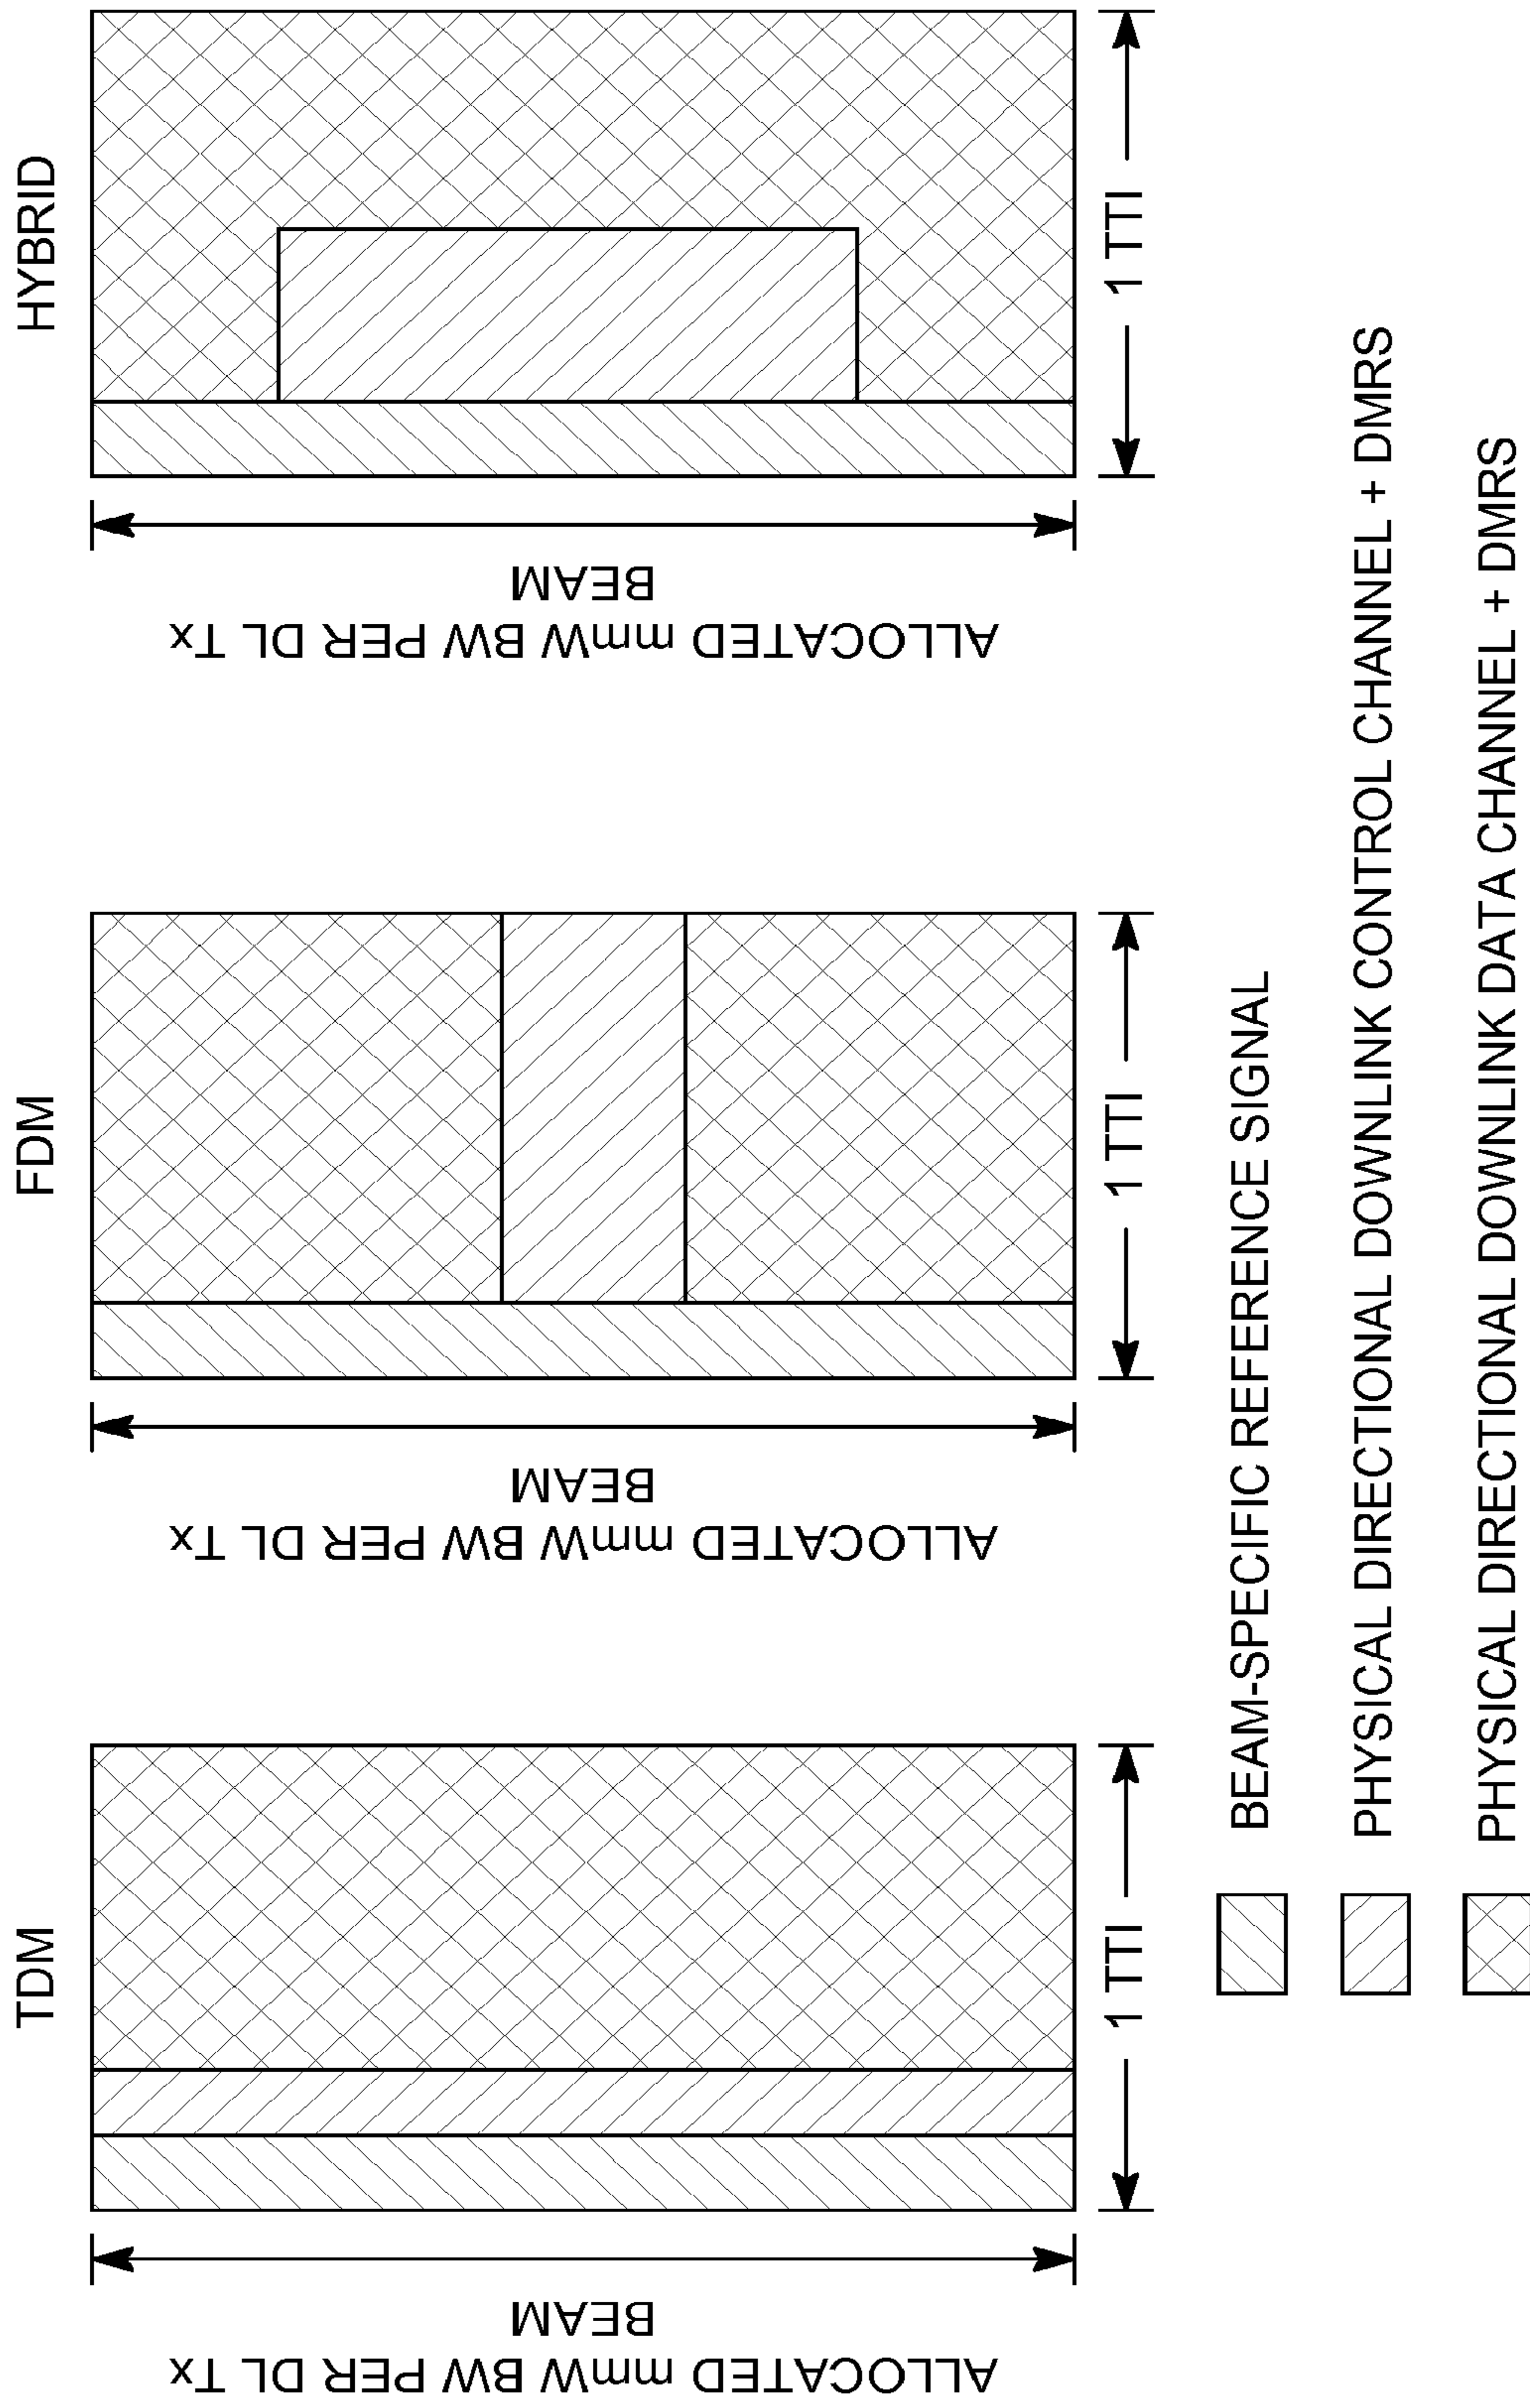 TDM
ALLOCATED mmW BW PER DL Tx
BEAM
1 TTI
FDM
ALLOCATED mmW BW PER DL Tx
BEAM
1 TTI
HYBRID
ALLOCATED mmW BW PER DL Tx
BEAM
1 TTI
BEAM-SPECIFIC REFERENCE SIGNAL
PHYSICAL DIRECTIONAL DOWNLINK CONTROL CHANNEL + DMRS
PHYSICAL DIRECTIONAL DOWNLINK DATA CHANNEL + DMRS